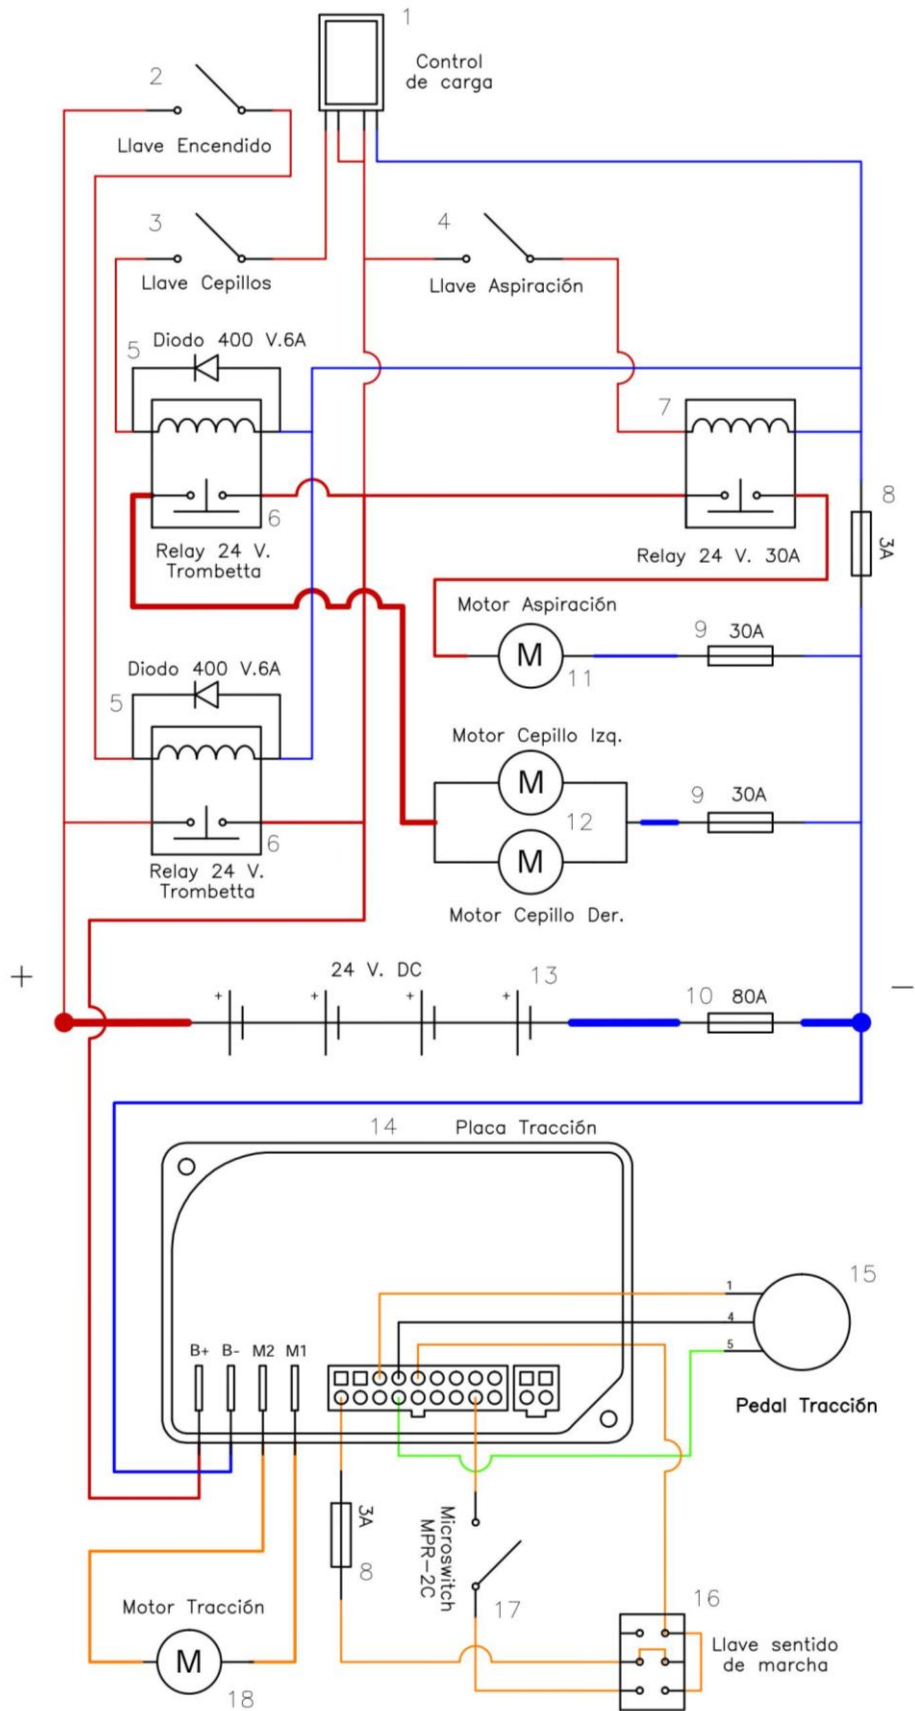 1
Control
de carga
2
Llave Encendido
3
Llave Cepillos
4
Llave Aspiración
5
Diodo 400 V.6A
6
Relay 24 V.
Trombetta
7
Relay 24 V. 30A
8
3A
Motor Aspiración
M
11
9
30A
5
Diodo 400 V.6A
6
Relay 24 V.
Trombetta
Motor Cepillo Izq.
M
12
M
Motor Cepillo Der.
9
30A
+
24 V. DC
+
+
+
+
13
10
80A
−
14
Placa Tracción
B+
B-
M2
M1
1
4
5
15
Pedal Tracción
3A
8
Microswitch
MPR-2C
17
16
Llave sentido
de marcha
Motor Tracción
M
18